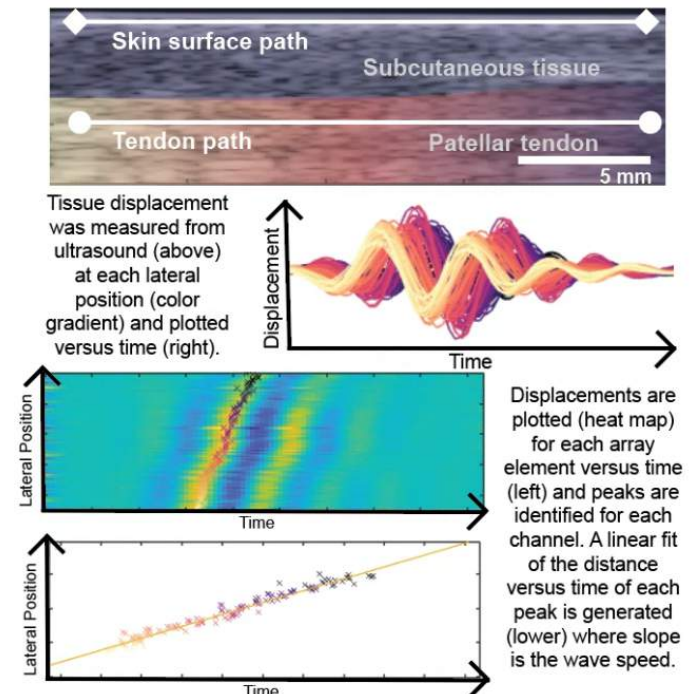 Skin surface path
Subcutaneous tissue
Tendon path
Patellar tendon
5 mm
Tissue displacement
was measured from
ultrasound (above)
at each lateral
position (color
gradient) and plotted
versus time (right).
Displacement
Time
Lateral Position
Time
Displacements are
plotted (heat map)
for each array
element versus time
(left) and peaks are
identified for each
channel. A linear fit
of the distance
versus time of each
peak is generated
(lower) where slope
is the wave speed.
Lateral Position
Time